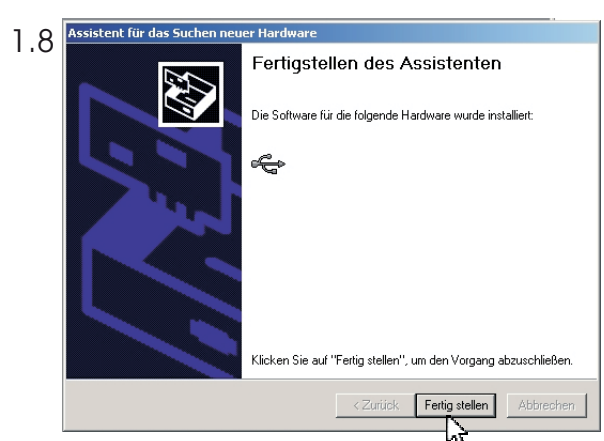 1.8
Assistent für das Suchen neuer Hardware
Fertigstellen des Assistenten
Die Software für die folgende Hardware wurde installiert:
Klicken Sie auf "Fertig stellen", um den Vorgang abzuschließen.
< Zurück Fertig stellen Abbrechen